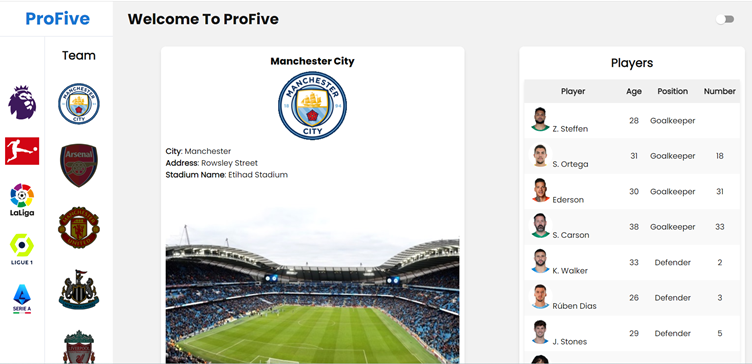 ProFive
Welcome To ProFive
Team
LaLiga
LIGUE 1
SERIE A
Arsenal
Manchester City
MANCHESTER
18 94
CITY
City: Manchester
Address: Rowsley Street
Stadium Name: Etihad Stadium
Players
Player Age Position Number
Z. Steffen 28 Goalkeeper
S. Ortega 31 Goalkeeper 18
Ederson 30 Goalkeeper 31
S. Carson 38 Goalkeeper 33
K. Walker 33 Defender 2
Rúben Dias 26 Defender 3
J. Stones 29 Defender 5